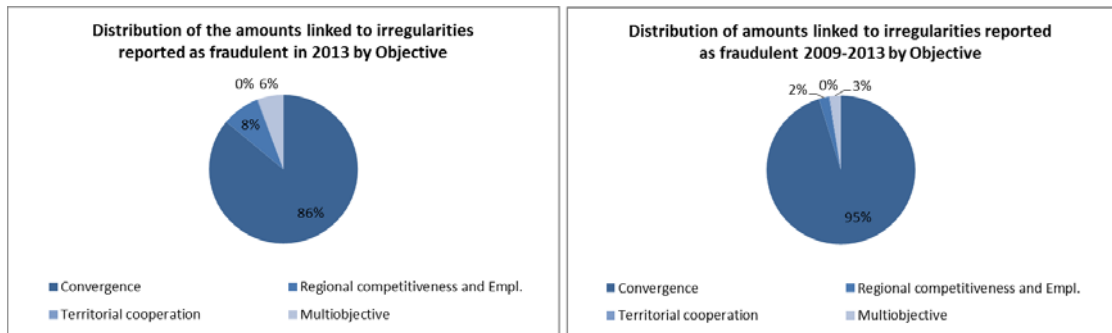 Distribution of the amounts linked to irregularities
reported as fraudulent in 2013 by Objective
0% 6%
8%
86%
Convergence
Regional competitiveness and Empl.
Territorial cooperation
Multiobjective
Distribution of amounts linked to irregularities reported
as fraudulent 2009-2013 by Objective
2% 0% 3%
95%
Convergence
Regional competitiveness and Empl.
Territorial cooperation
Multiobjective